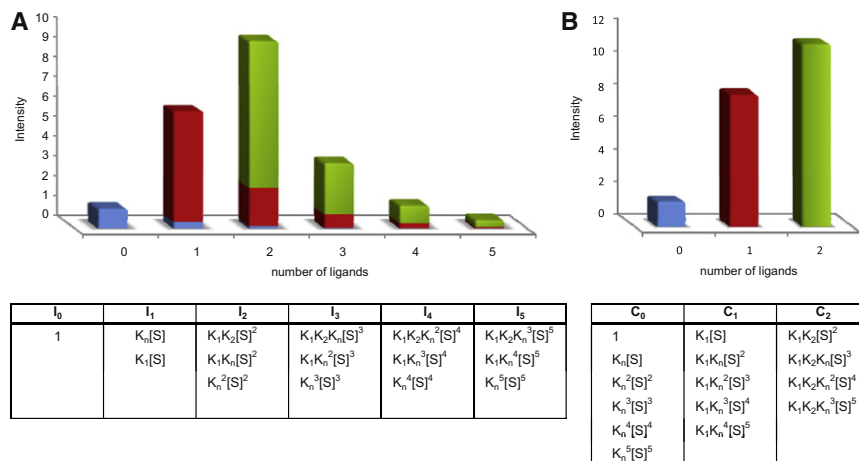 A
Intensity
10
9
8
7
6
5
4
3
2
1
0
0 1 2 3 4 5
number of ligands
B
Intensity
12
10
8
6
4
2
0
0 1 2
number of ligands
I₀ I₁ I₂ I₃ I₄ I₅
1 Kₙ[S] K₁K₂[S]² K₁K₂Kₙ[S]³ K₁K₂Kₙ²[S]⁴ K₁K₂Kₙ³[S]⁵
K₁[S] K₁Kₙ[S]² K₁Kₙ²[S]³ K₁Kₙ³[S]⁴ K₁Kₙ⁴[S]⁵
Kₙ²[S]² Kₙ³[S]³ Kₙ⁴[S]⁴ Kₙ⁵[S]⁵
C₀ C₁ C₂
1 K₁[S] K₁K₂[S]²
Kₙ[S] K₁Kₙ[S]² K₁K₂Kₙ[S]³
Kₙ²[S]² K₁Kₙ²[S]³ K₁K₂Kₙ²[S]⁴
Kₙ³[S]³ K₁Kₙ³[S]⁴ K₁K₂Kₙ³[S]⁵
Kₙ⁴[S]⁴ K₁Kₙ⁴[S]⁵
Kₙ⁵[S]⁵